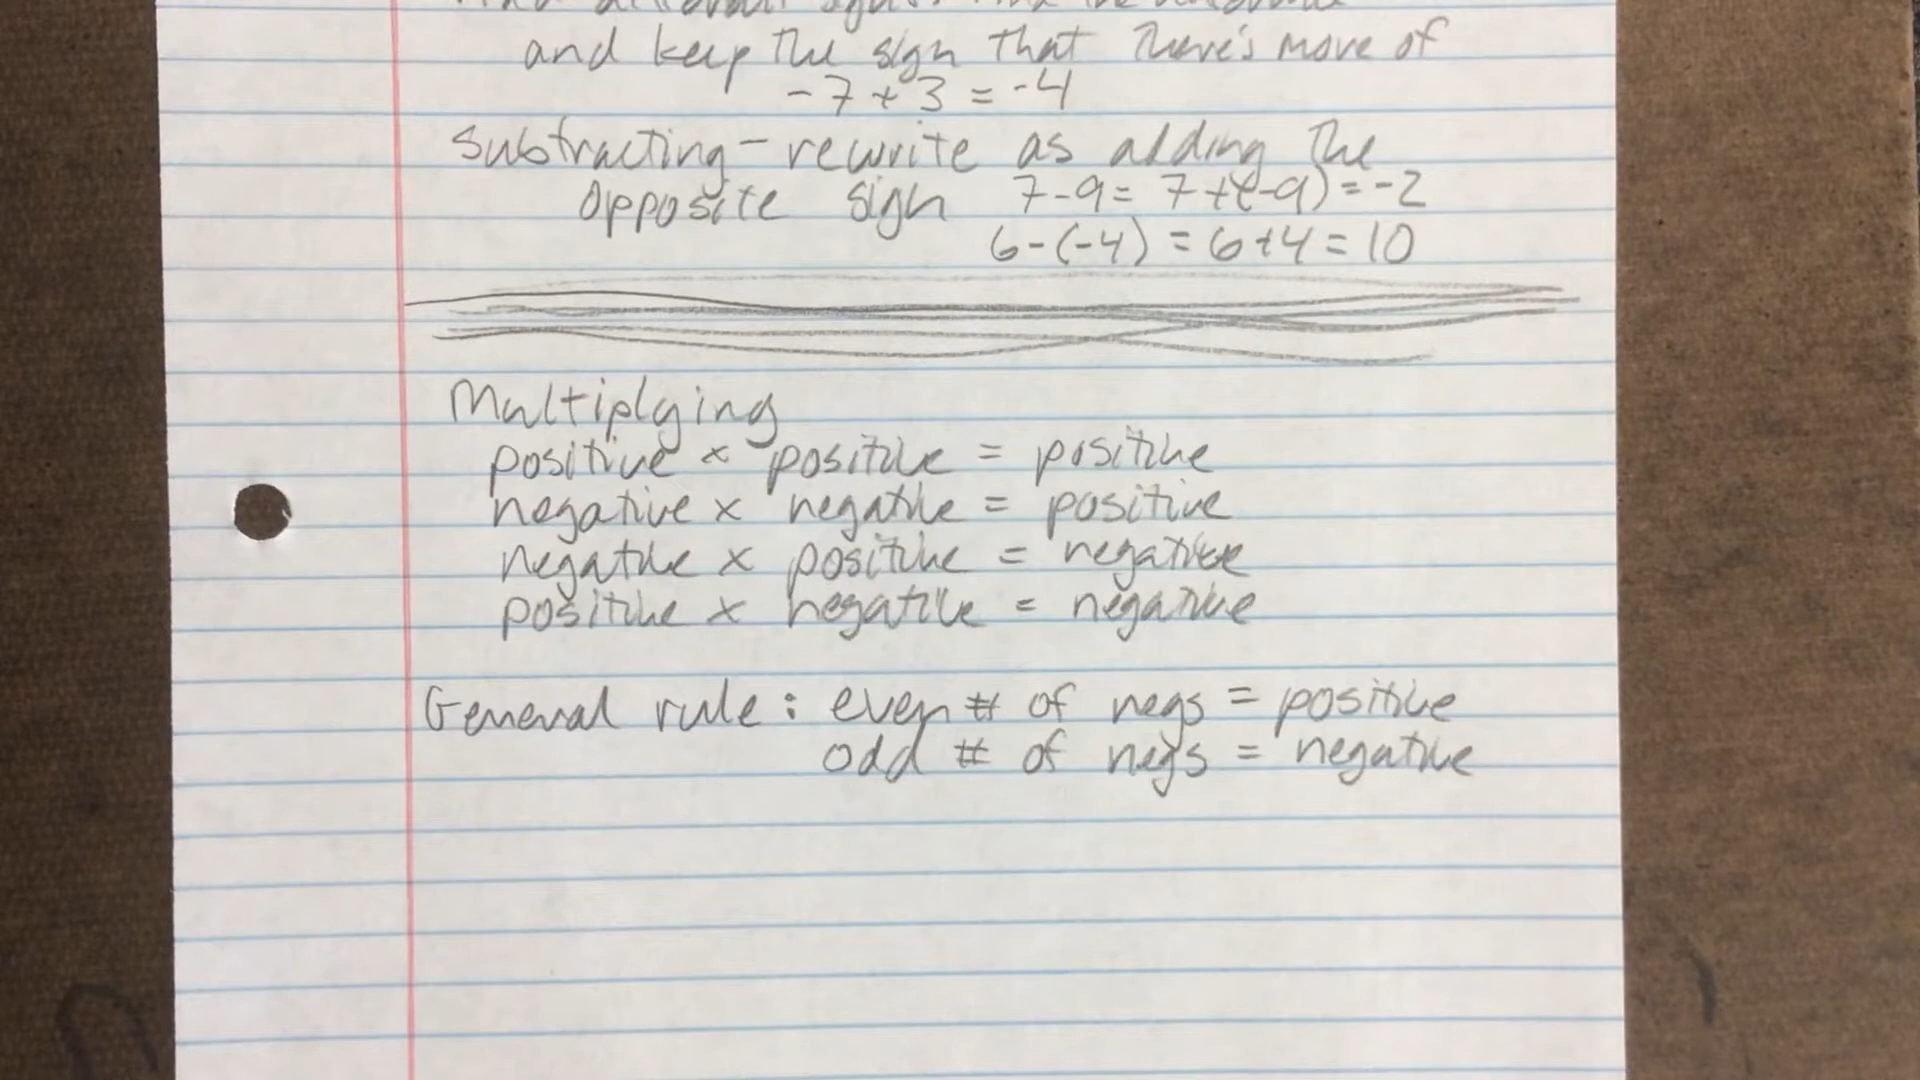 and keep the sign that there's more of
-7 + 3 = -4
Subtracting - rewrite as adding the
opposite sign 7-9= 7+(-9) = -2
6-(-4) = 6+4 = 10
Multiplying
positive x positive = positive
negative x negative = positive
negative x positive = negative
positive x negative = negative
General rule: even # of negs = positive
odd # of negs = negative